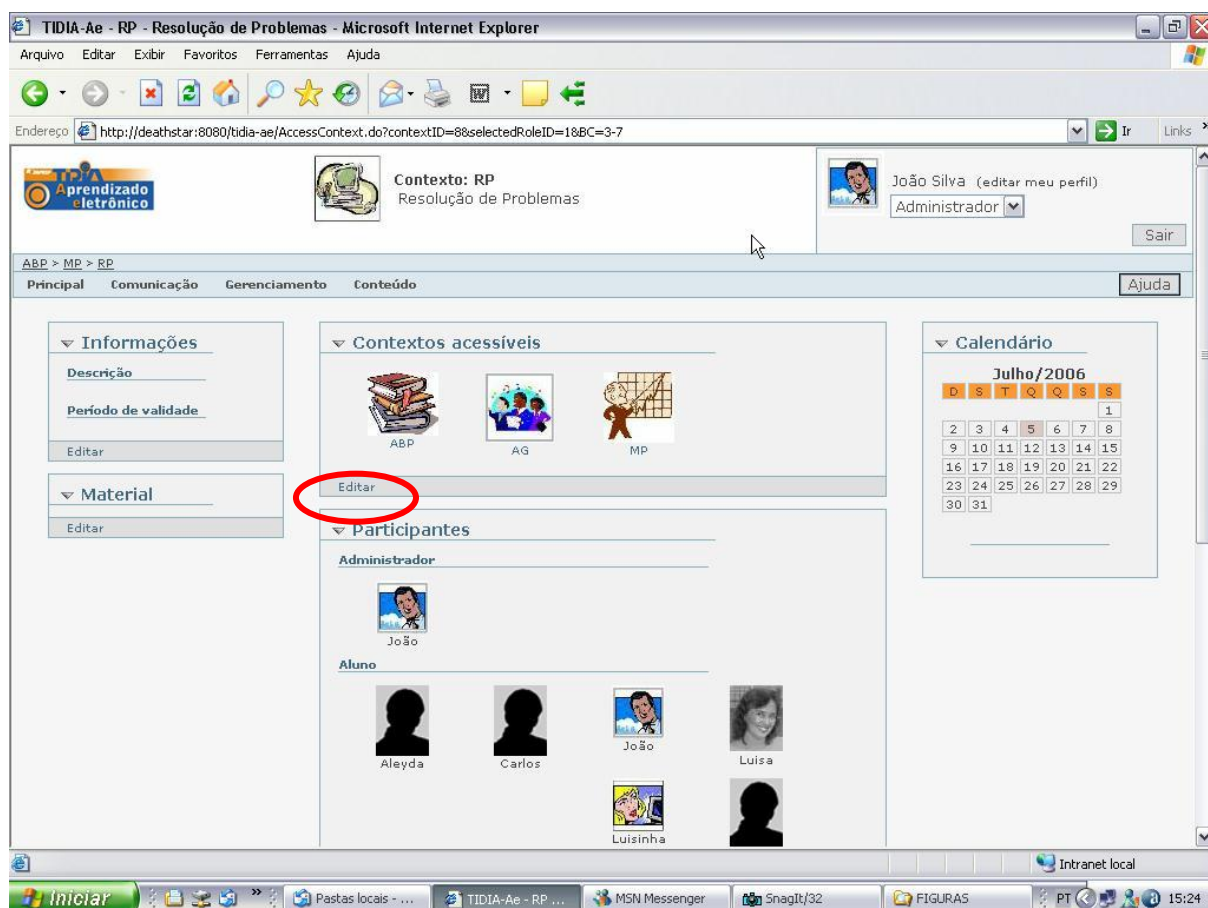 TIDIA-Ae - RP - Resolução de Problemas - Microsoft Internet Explorer
Arquivo Editar Exibir Favoritos Ferramentas Ajuda
Endereço http://deathstar:8080/tidia-ae/AccessContext.do?contextID=8&selectedRoleID=1&BC=3-7 Ir Links »
TIDIA
Aprendizado
eletrônico
Contexto: RP
Resolução de Problemas
João Silva (editar meu perfil)
Administrador
Sair
ABP > MP > RP
Principal Comunicação Gerenciamento Conteúdo Ajuda
Informações
Descrição
Período de validade
Editar
Material
Editar
Contextos acessíveis
ABP AG MP
Editar
Participantes
Administrador
João
Aluno
Aleyda Carlos João Luisa
Luisinha
Calendário
Julho/2006
D S T Q Q S S
1
2 3 4 5 6 7 8
9 10 11 12 13 14 15
16 17 18 19 20 21 22
23 24 25 26 27 28 29
30 31
Intranet local
Iniciar » Pastas locais - ... TIDIA-Ae - RP ... MSN Messenger SnagIt/32 FIGURAS PT 15:24